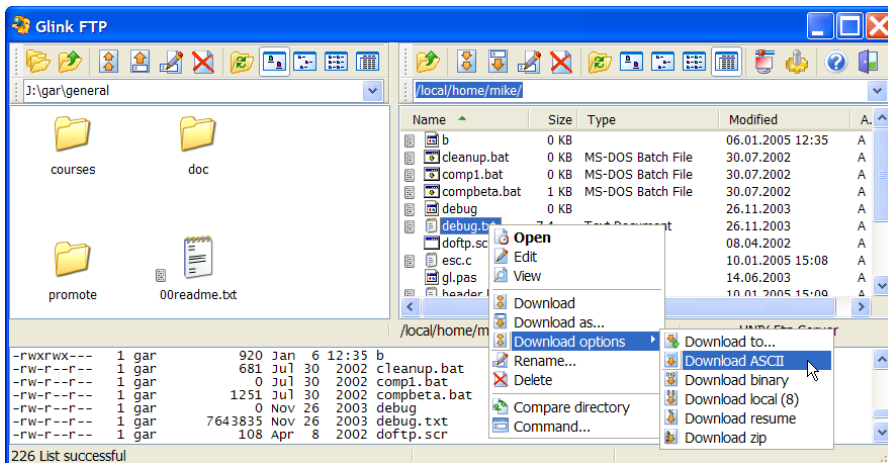 Glink FTP
J:\gar\general
/local/home/mike/
courses
doc
promote
00readme.txt
Name Size Type Modified A.
b 0 KB 06.01.2005 12:35 A
cleanup.bat 0 KB MS-DOS Batch File 30.07.2002 A
comp1.bat 0 KB MS-DOS Batch File 30.07.2002 A
compbeta.bat 1 KB MS-DOS Batch File 30.07.2002 A
debug 0 KB 26.11.2003 A
debug.txt 26.11.2003 A
doftp.sc 08.04.2002 A
esc.c 10.01.2005 15:08 A
gl.pas 14.06.2003 A
header 10.01.2005 15:09 A
Open
Edit
View
Download
Download as...
Download options
Rename...
Delete
Compare directory
Command...
Download to...
Download ASCII
Download binary
Download local (8)
Download resume
Download zip
/local/home/m
-rwxrwx--- 1 gar 920 Jan 6 12:35 b
-rw-r--r-- 1 gar 681 Jul 30 2002 cleanup.bat
-rw-r--r-- 1 gar 0 Jul 30 2002 comp1.bat
-rw-r--r-- 1 gar 1251 Jul 30 2002 compbeta.bat
-rw-r--r-- 1 gar 0 Nov 26 2003 debug
-rw-r--r-- 1 gar 7643835 Nov 26 2003 debug.txt
-rw-r--r-- 1 gar 108 Apr 8 2002 doftp.scr
226 List successful